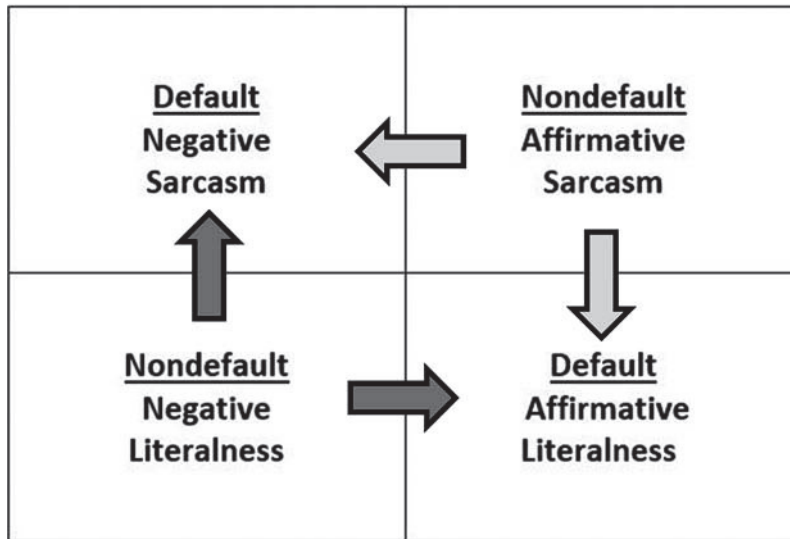 Default
Negative
Sarcasm
Nondefault
Affirmative
Sarcasm
Nondefault
Negative
Literalness
Default
Affirmative
Literalness